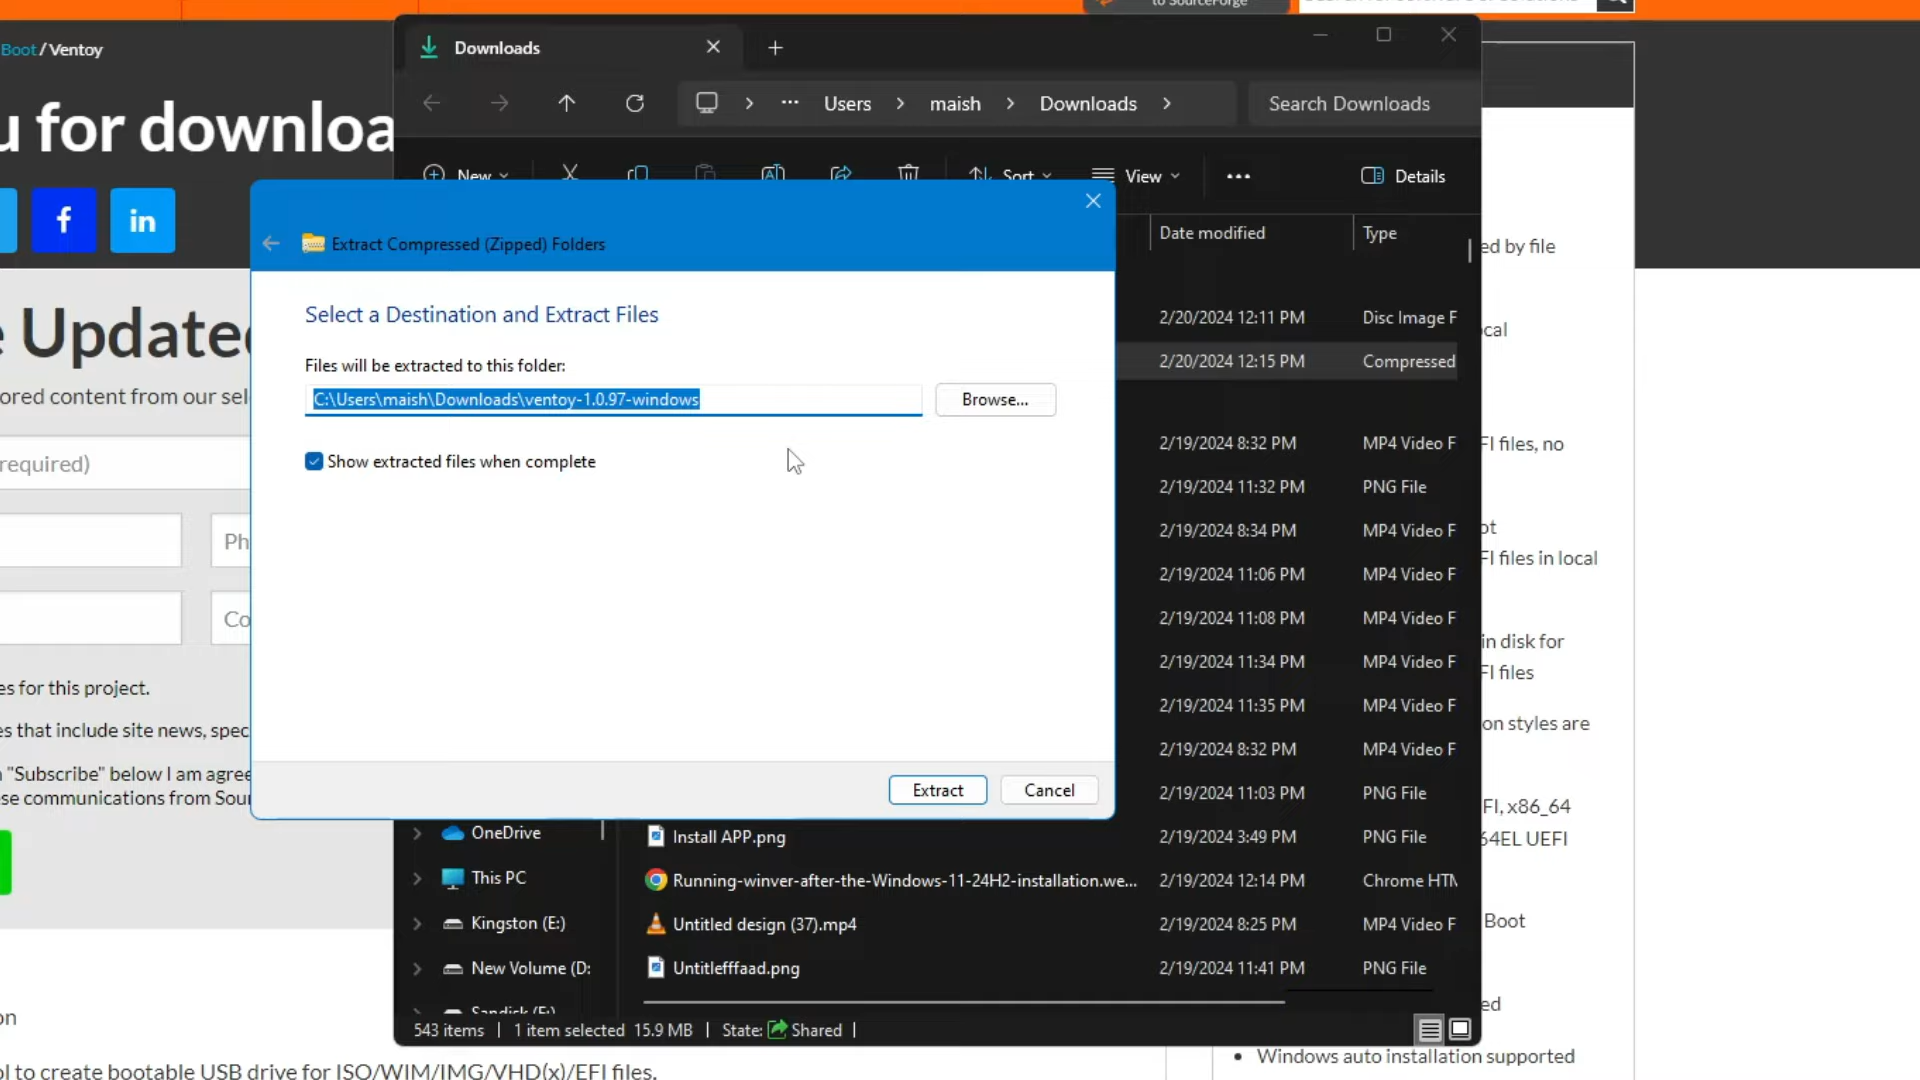 to SourceForge
Boot / Ventoy
Downloads
Users > maish > Downloads >
Search Downloads
u for downloa
New
Sort
View
Details
f
in
Extract Compressed (Zipped) Folders
Date modified
Type
ed by file
Select a Destination and Extract Files
Files will be extracted to this folder:
C:\Users\maish\Downloads\ventoy-1.0.97-windows
Browse...
Show extracted files when complete
Extract
Cancel
e Updated
ored content from our sel
required)
Ph
Co
es for this project.
es that include site news, spec
"Subscribe" below I am agree
se communications from Sour
2/20/2024 12:11 PM Disc Image F
2/20/2024 12:15 PM Compressed
2/19/2024 8:32 PM MP4 Video F
2/19/2024 11:32 PM PNG File
2/19/2024 8:34 PM MP4 Video F
2/19/2024 11:06 PM MP4 Video F
2/19/2024 11:08 PM MP4 Video F
2/19/2024 11:34 PM MP4 Video F
2/19/2024 11:35 PM MP4 Video F
2/19/2024 8:32 PM MP4 Video F
2/19/2024 11:03 PM PNG File
Install APP.png 2/19/2024 3:49 PM PNG File
Running-winver-after-the-Windows-11-24H2-installation.we... 2/19/2024 12:14 PM Chrome HTM
Untitled design (37).mp4 2/19/2024 8:25 PM MP4 Video F
Untitlefffaad.png 2/19/2024 11:41 PM PNG File
OneDrive
This PC
Kingston (E:)
New Volume (D:
543 items | 1 item selected 15.9 MB | State: Shared |
cal
FI files, no
ot
FI files in local
in disk for
FI files
on styles are
FI, x86_64
64EL UEFI
Boot
ed
• Windows auto installation supported
on
ol to create bootable USB drive for ISO/WIM/IMG/VHD(x)/EFI files.